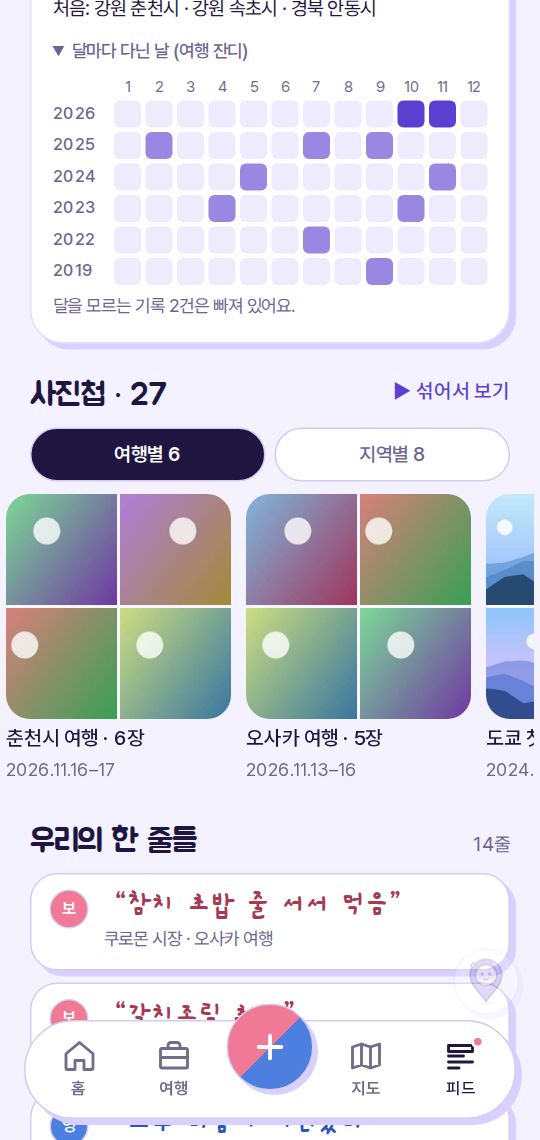 처음: 강원 춘천시 · 강원 속초시 · 경북 안동시
▼ 달마다 다닌 날 (여행 잔디)
1 2 3 4 5 6 7 8 9 10 11 12
2026
2025
2024
2023
2022
2019
달을 모르는 기록 2건은 빠져 있어요.
사진첩 · 27
▶ 섞어서 보기
여행별 6
지역별 8
춘천시 여행 · 6장
2026.11.16–17
오사카 여행 · 5장
2026.11.13–16
도쿄
2024.
우리의 한 줄들
14줄
보
“참치 초밥 줄 서서 먹음”
쿠로몬 시장 · 오사카 여행
보
“갈치조림
홈
여행
+
지도
피드